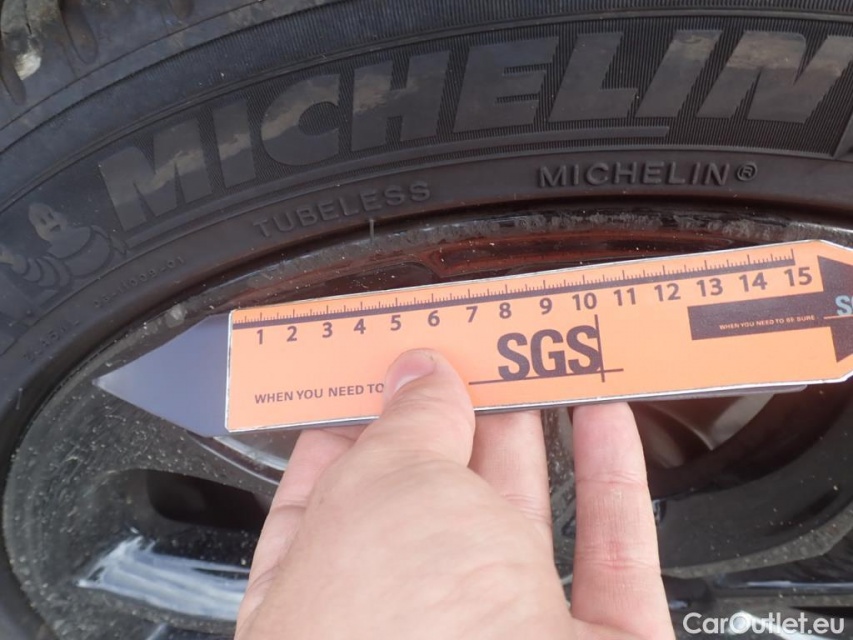 MICHELIN
TUBELESS
MICHELIN®
1 2 3 4 5 6 7 8 9 10 11 12 13 14 15
WHEN YOU NEED TO BE SURE
SGS
WHEN YOU NEED TO
CarOutlet.eu